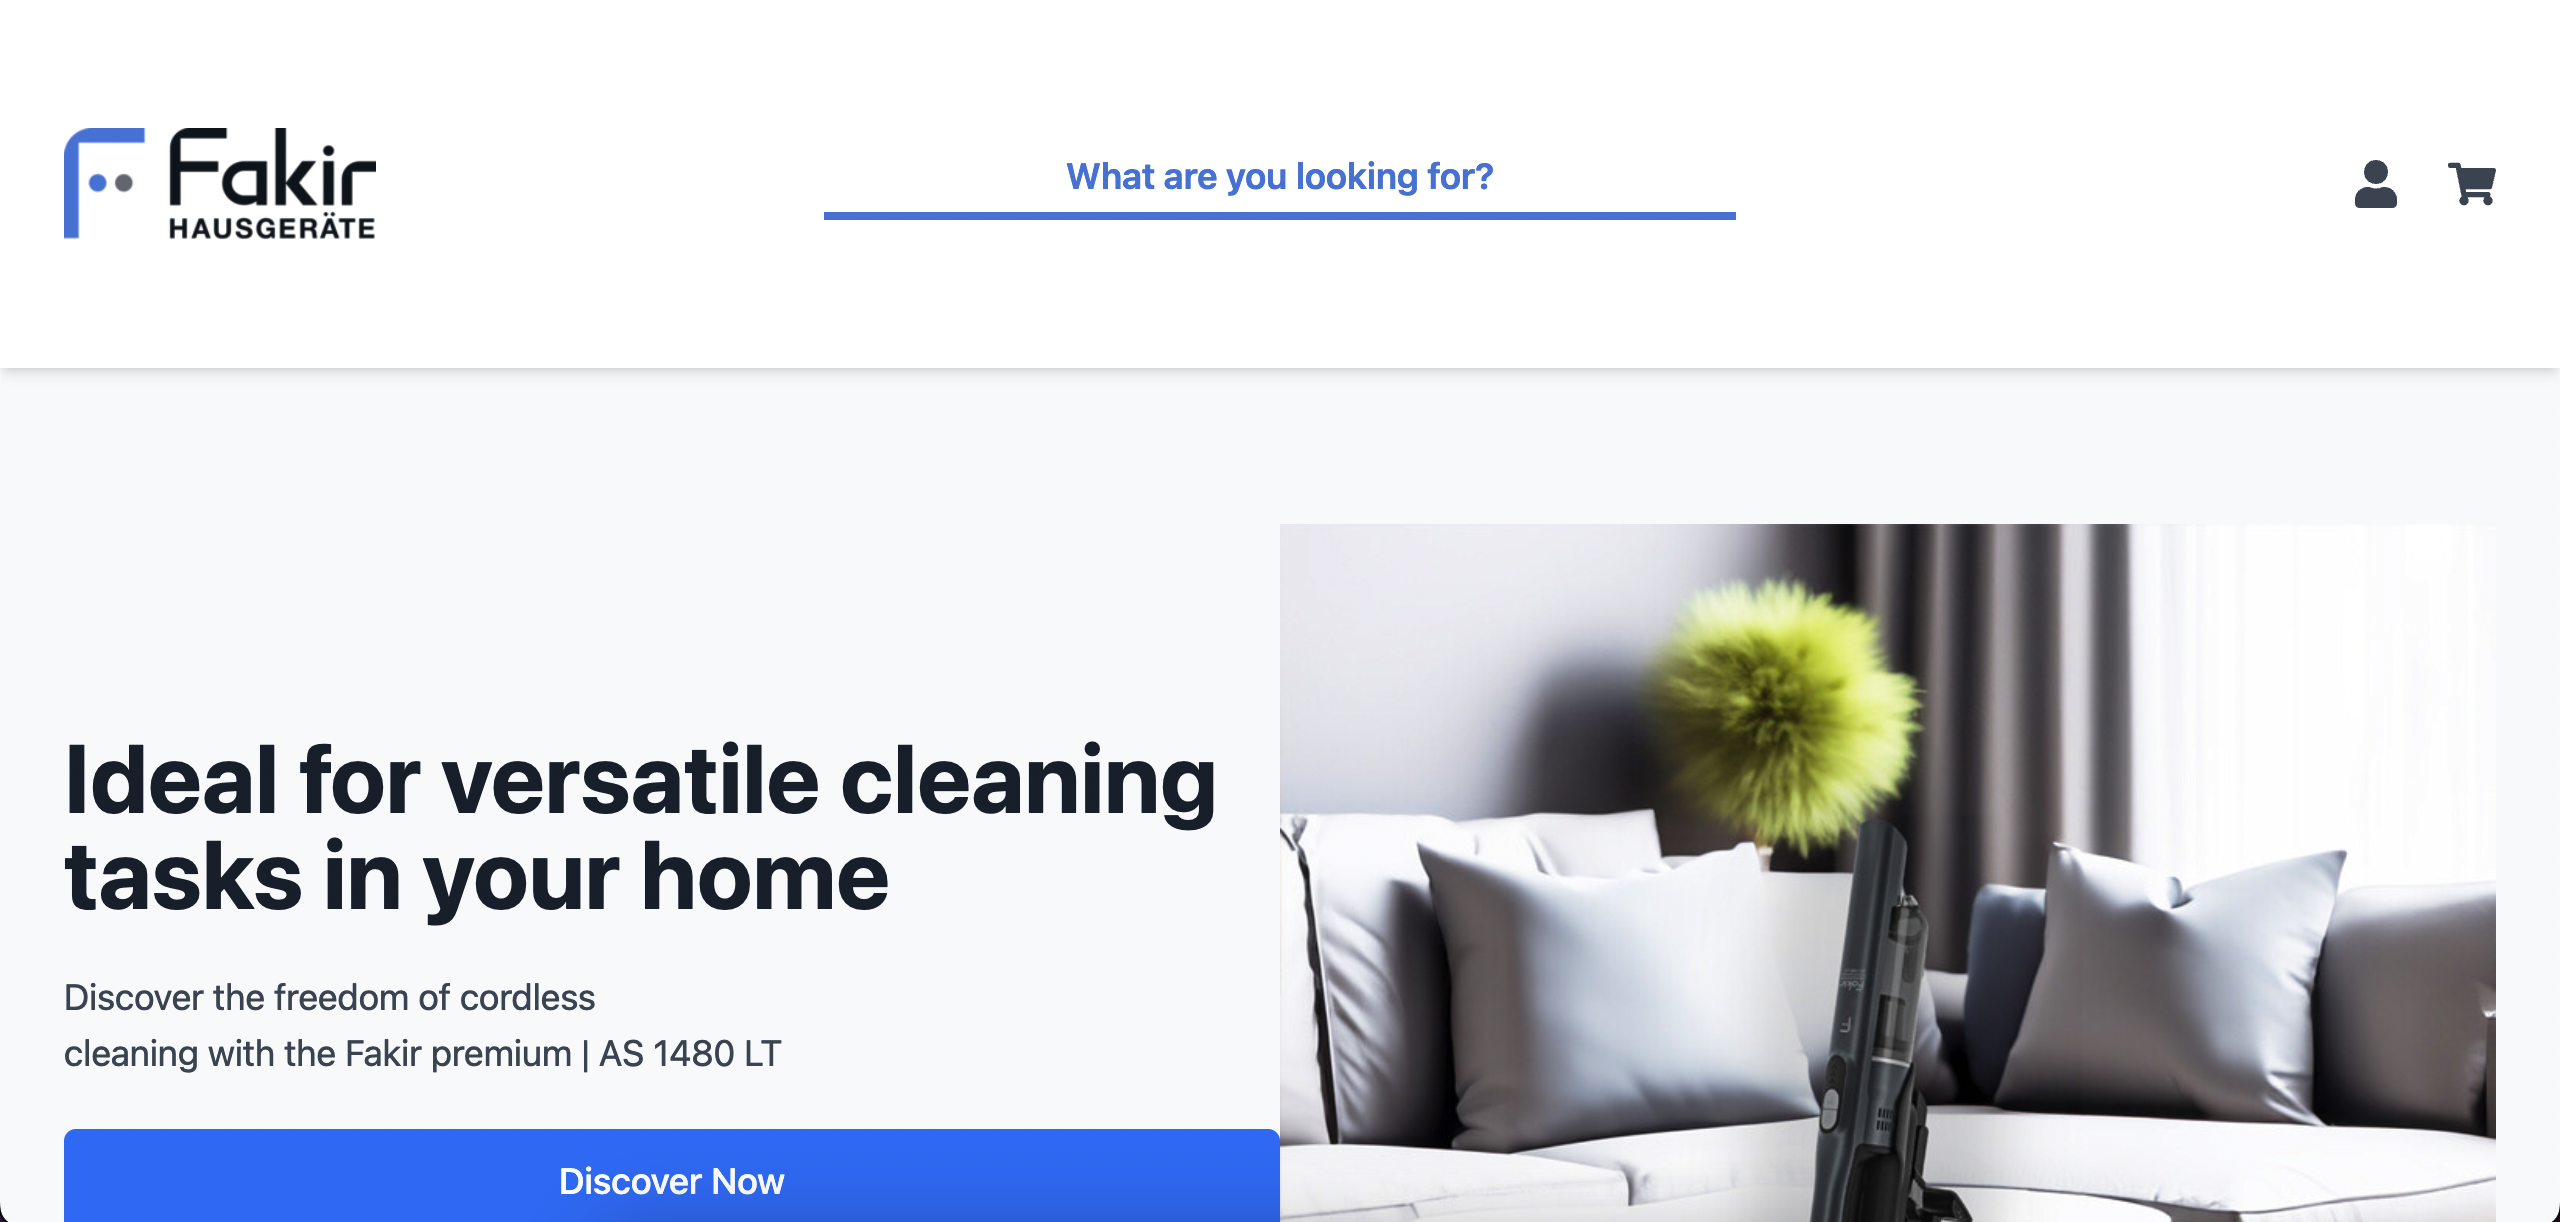 Fakir
HAUSGERÄTE
What are you looking for?
Ideal for versatile cleaning
tasks in your home
Discover the freedom of cordless
cleaning with the Fakir premium | AS 1480 LT
Discover Now
Fakir